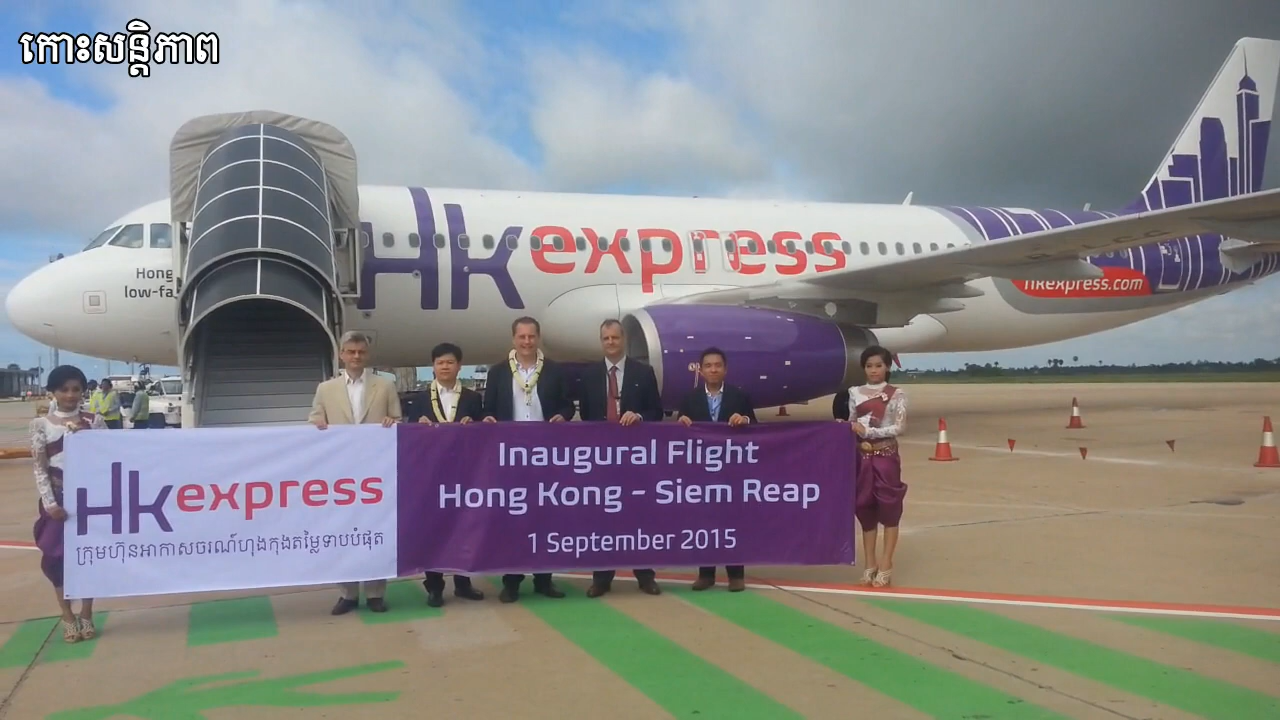 កោះសន្តិភាព
Hong
low-fa
Hk express
hkexpress.com
Hk express
ក្រុមហ៊ុនអាកាសចរណ៍ហុងកុងតម្លៃទាបបំផុត
Inaugural Flight
Hong Kong - Siem Reap
1 September 2015